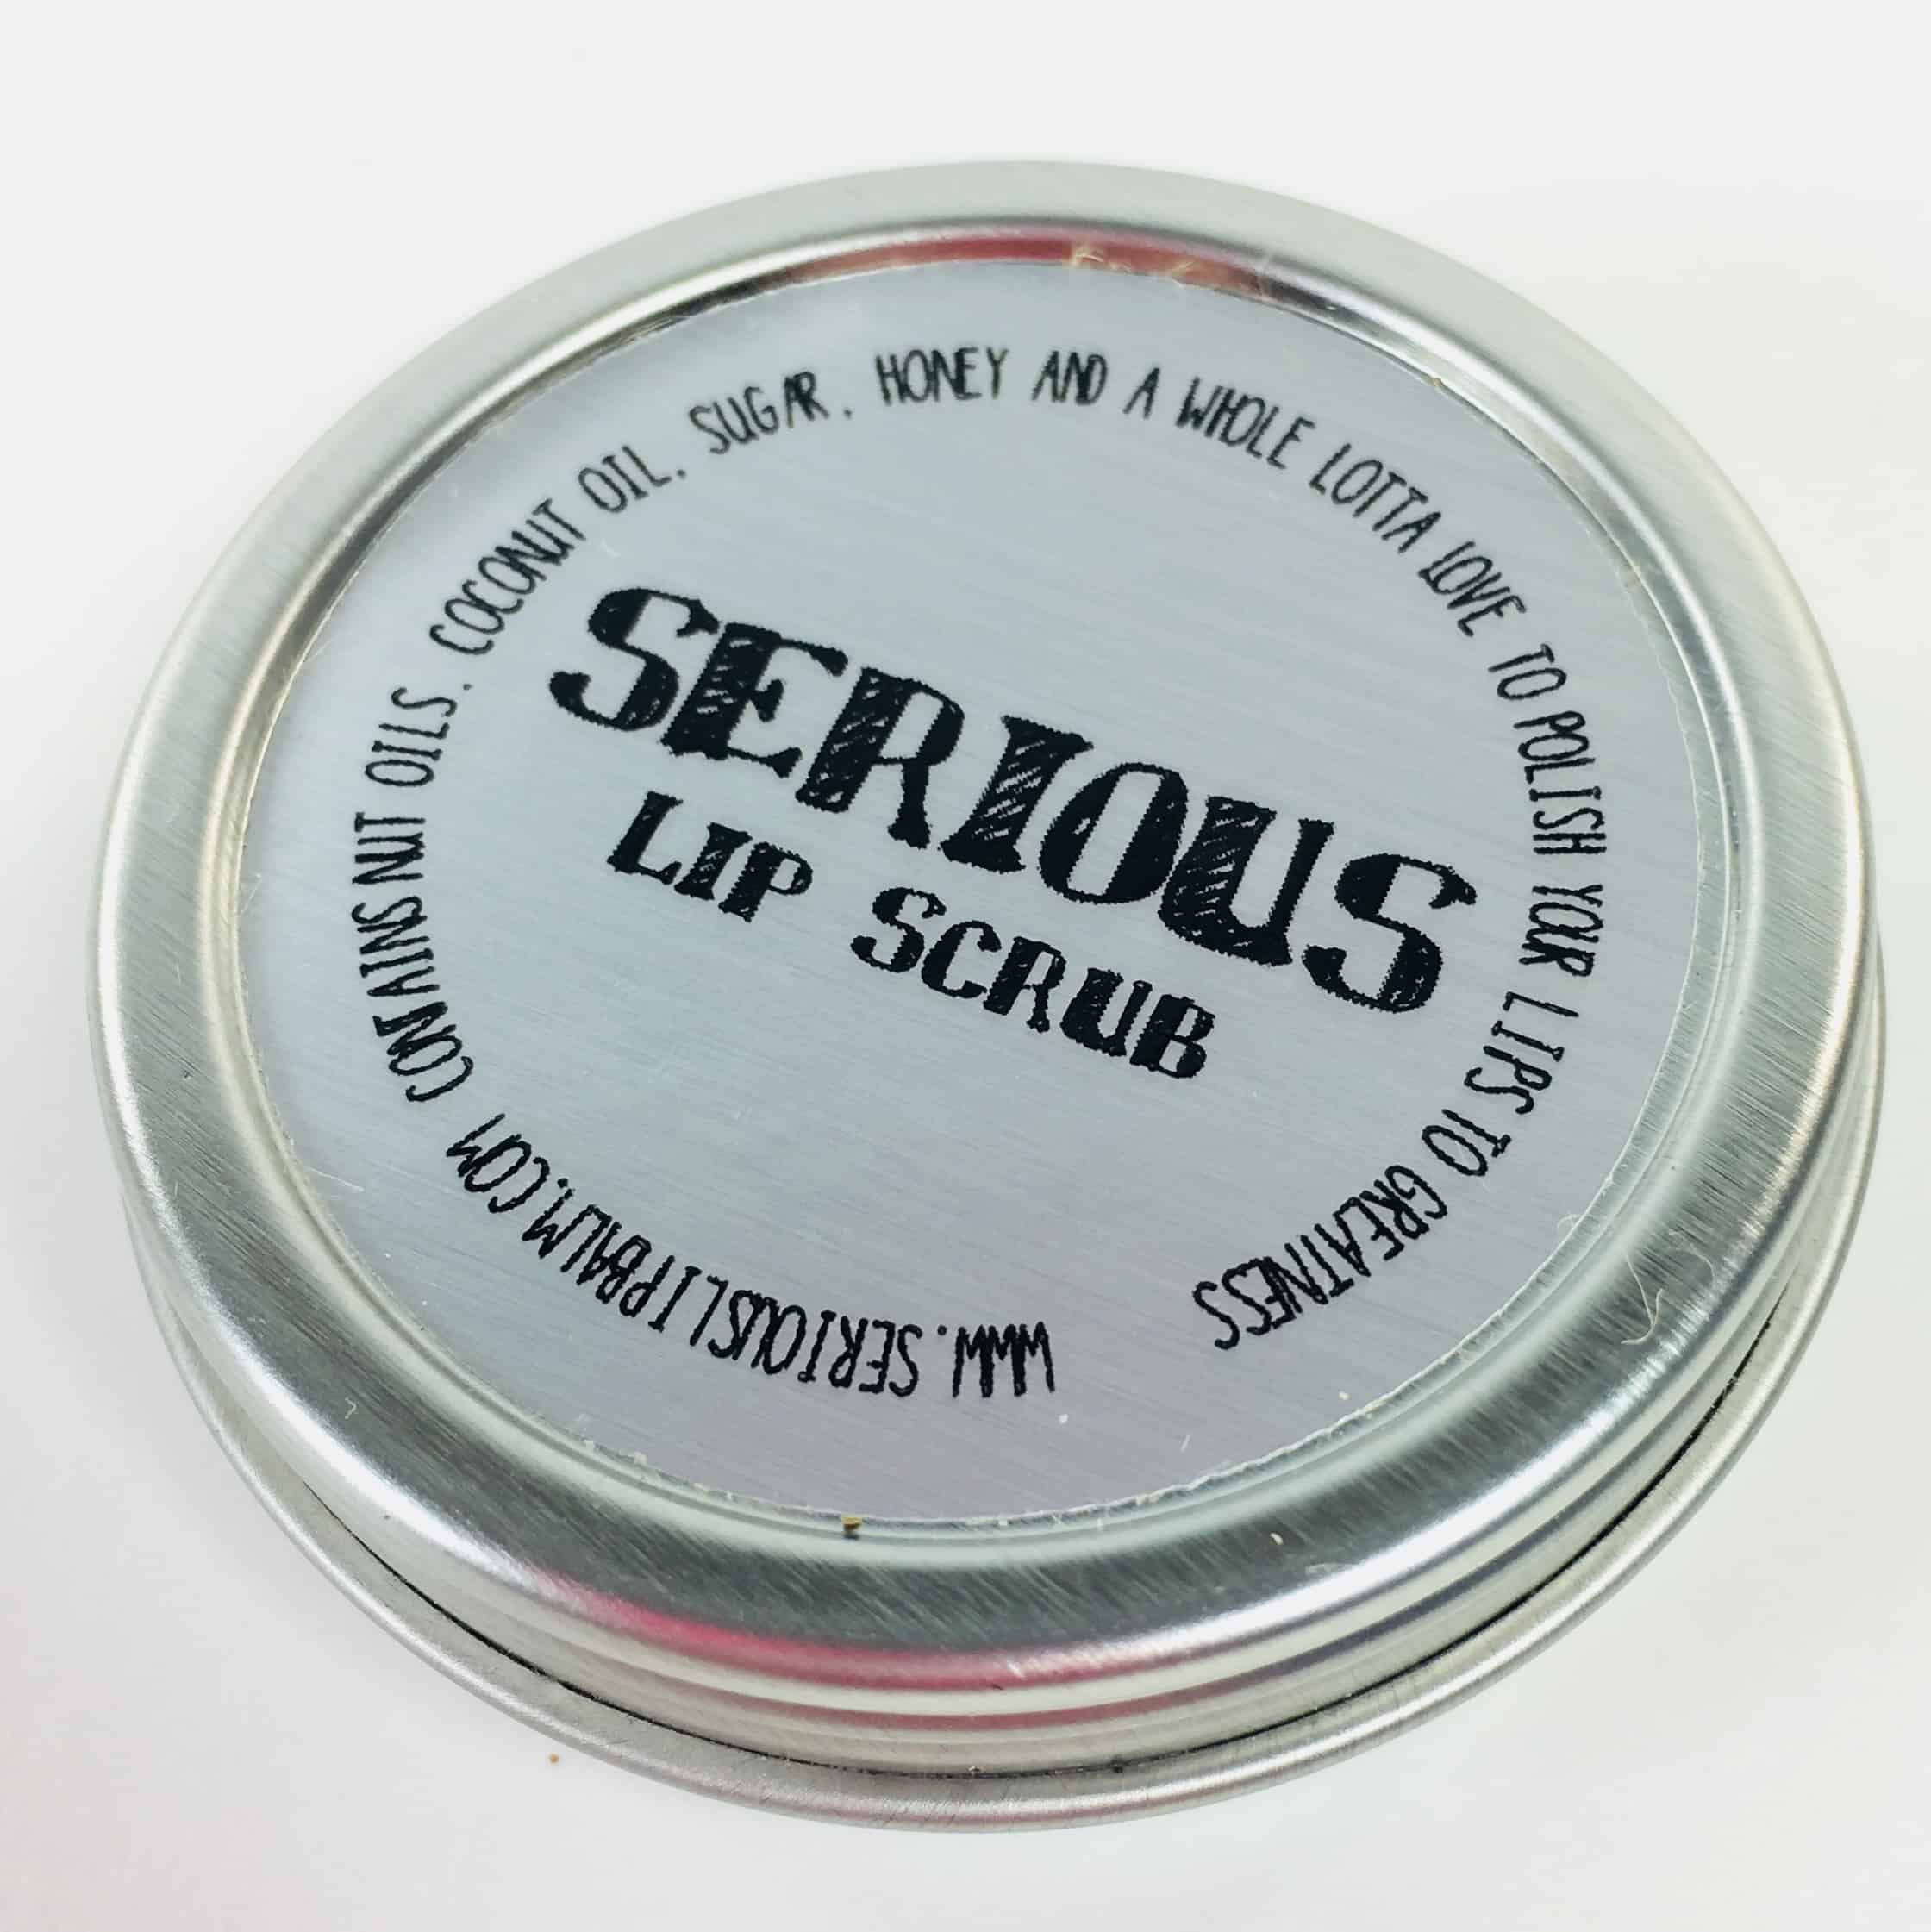 SERIOUS
LIP SCRUB
CONTAINS NUT OILS, COCONUT OIL, SUGAR, HONEY AND A WHOLE LOTTA LOVE TO POLISH YOUR LIPS TO GREATNESS
WWW.SERIOUSLIPBALM.COM